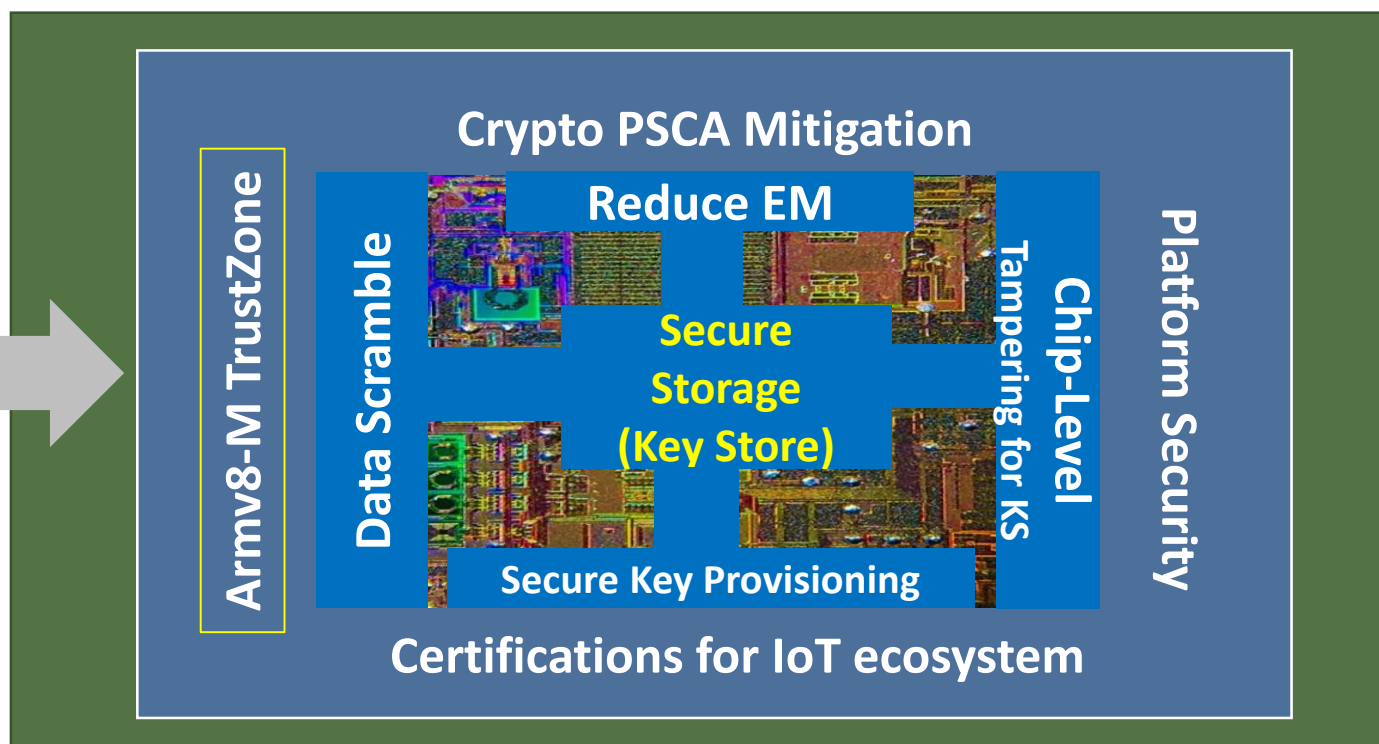 Crypto PSCA Mitigation
Armv8-M TrustZone
Data Scramble
Reduce EM
Secure
Storage
(Key Store)
Secure Key Provisioning
Chip-Level
Tampering for KS
Platform Security
Certifications for IoT ecosystem